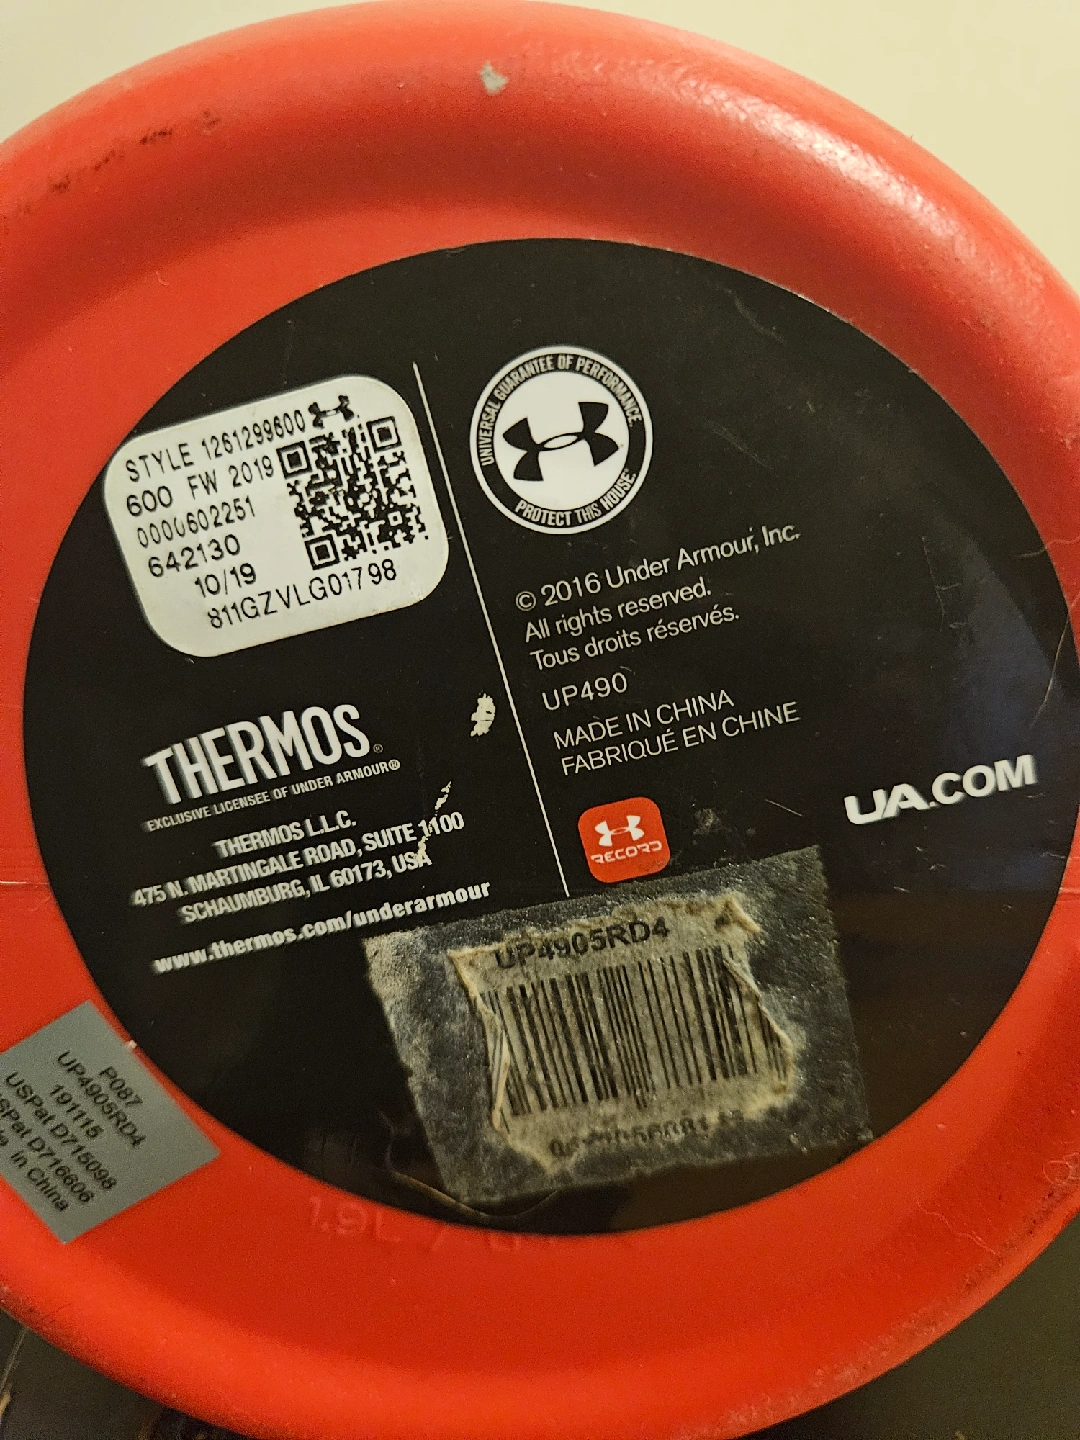 STYLE 1261299600
600 FW 2019
0000602251
642130
10/19
811GZVLG01798
THERMOS®
EXCLUSIVE LICENSEE OF UNDER ARMOUR®
THERMOS L.L.C.
475 N. MARTINGALE ROAD, SUITE 1100
SCHAUMBURG, IL 60173, USA
www.thermos.com/underarmour
UNIVERSAL GUARANTEE OF PERFORMANCE
PROTECT THIS HOUSE
© 2016 Under Armour, Inc.
All rights reserved.
Tous droits réservés.
UP490
MADE IN CHINA
FABRIQUÉ EN CHINE
RECORD
UA.COM
UP4905RD4
P087
UP4905RD4
191115
USPat D715098
D716606
in China
1.9L /